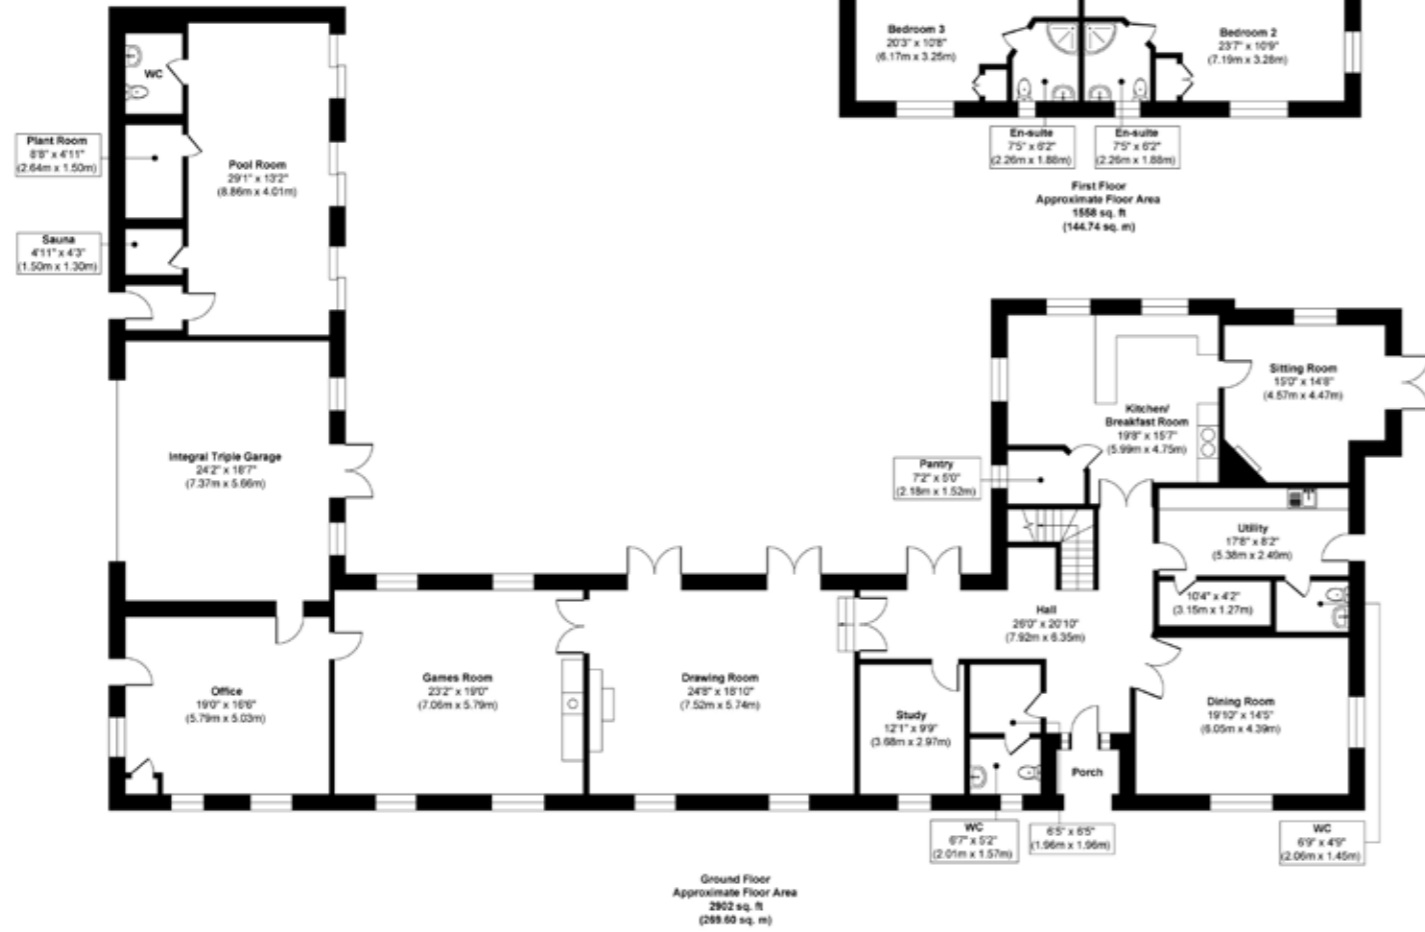 Bedroom 3
20'3" x 10'8"
(6.17m x 3.25m)
Bedroom 2
23'7" x 10'9"
(7.19m x 3.28m)
En-suite
7'5" x 6'2"
(2.26m x 1.88m)
En-suite
7'5" x 6'2"
(2.26m x 1.88m)
First Floor
Approximate Floor Area
1558 sq. ft
(144.74 sq. m)
WC
Plant Room
8'8" x 4'11"
(2.64m x 1.50m)
Pool Room
29'1" x 13'2"
(8.86m x 4.01m)
Sauna
4'11" x 4'3"
(1.50m x 1.30m)
Integral Triple Garage
24'2" x 18'7"
(7.37m x 5.66m)
Kitchen/
Breakfast Room
19'8" x 15'7"
(5.99m x 4.75m)
Sitting Room
15'0" x 14'8"
(4.57m x 4.47m)
Pantry
7'2" x 5'0"
(2.18m x 1.52m)
Utility
17'8" x 8'2"
(5.38m x 2.49m)
10'4" x 4'2"
(3.15m x 1.27m)
Hall
26'0" x 20'10"
(7.92m x 6.35m)
Office
19'0" x 16'6"
(5.79m x 5.03m)
Games Room
23'2" x 19'0"
(7.06m x 5.79m)
Drawing Room
24'8" x 18'10"
(7.52m x 5.74m)
Study
12'1" x 9'9"
(3.68m x 2.97m)
Dining Room
19'10" x 14'5"
(6.05m x 4.39m)
Porch
WC
6'7" x 5'2"
(2.01m x 1.57m)
6'5" x 6'5"
(1.96m x 1.96m)
WC
6'9" x 4'9"
(2.06m x 1.45m)
Ground Floor
Approximate Floor Area
2902 sq. ft
(269.60 sq. m)